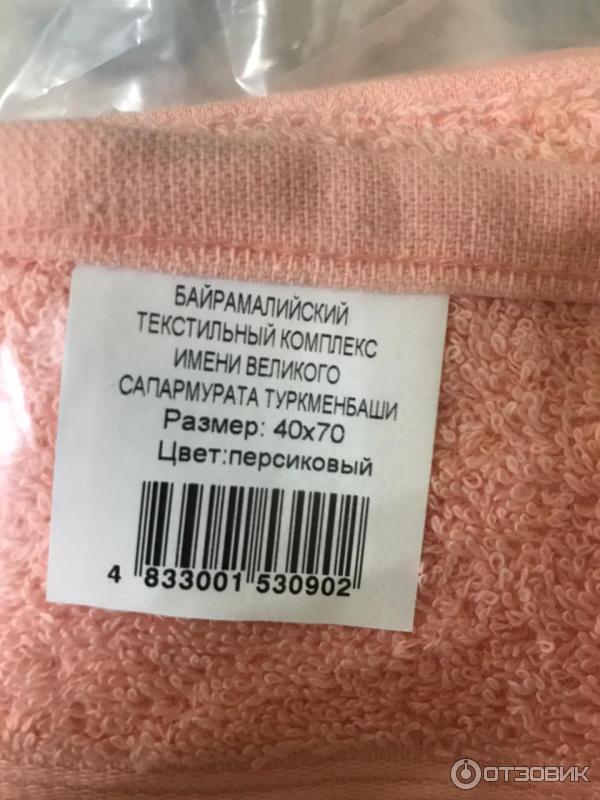 БАЙРАМАЛИЙСКИЙ
ТЕКСТИЛЬНЫЙ КОМПЛЕКС
ИМЕНИ ВЕЛИКОГО
САПАРМУРАТА ТУРКМЕНБАШИ
Размер: 40х70
Цвет:персиковый
4 833001 530902
ОТЗОВИК